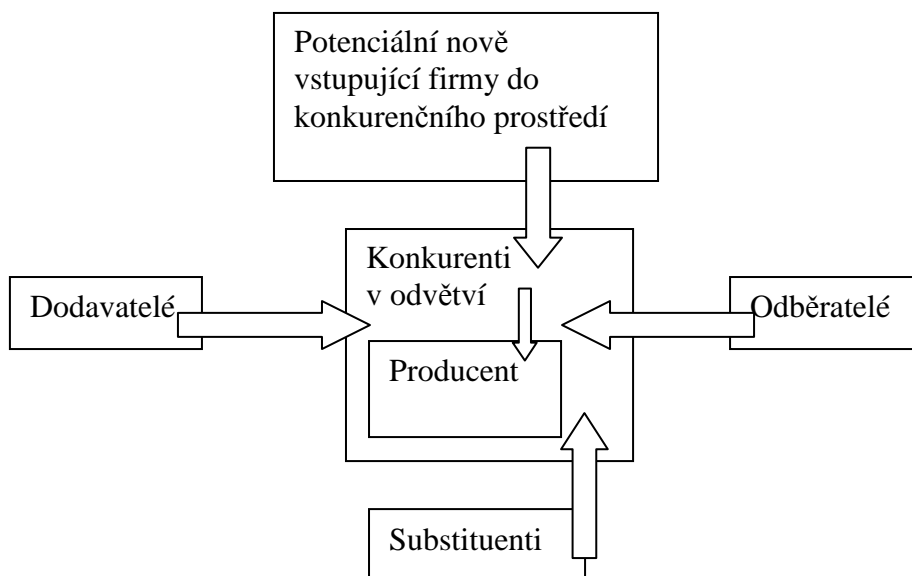 Potenciální nově
vstupující firmy do
konkurenčního prostředí
Konkurenti
v odvětví
Dodavatelé
Odběratelé
Producent
Substituenti